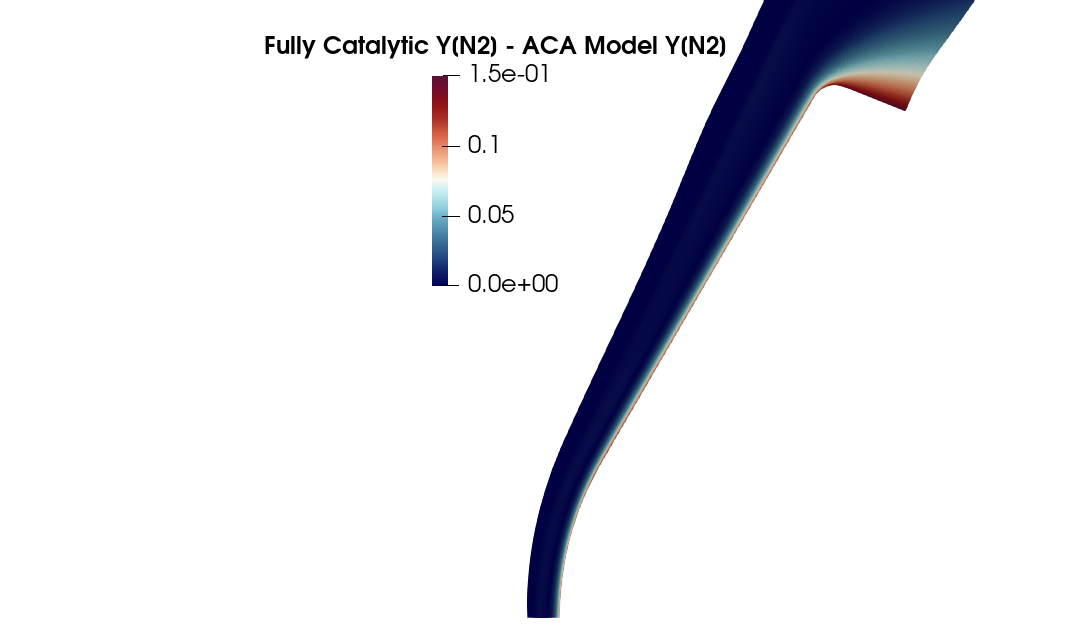 Fully Catalytic Y(N2) - ACA Model Y(N2)
1.5e-01
0.1
0.05
0.0e+00